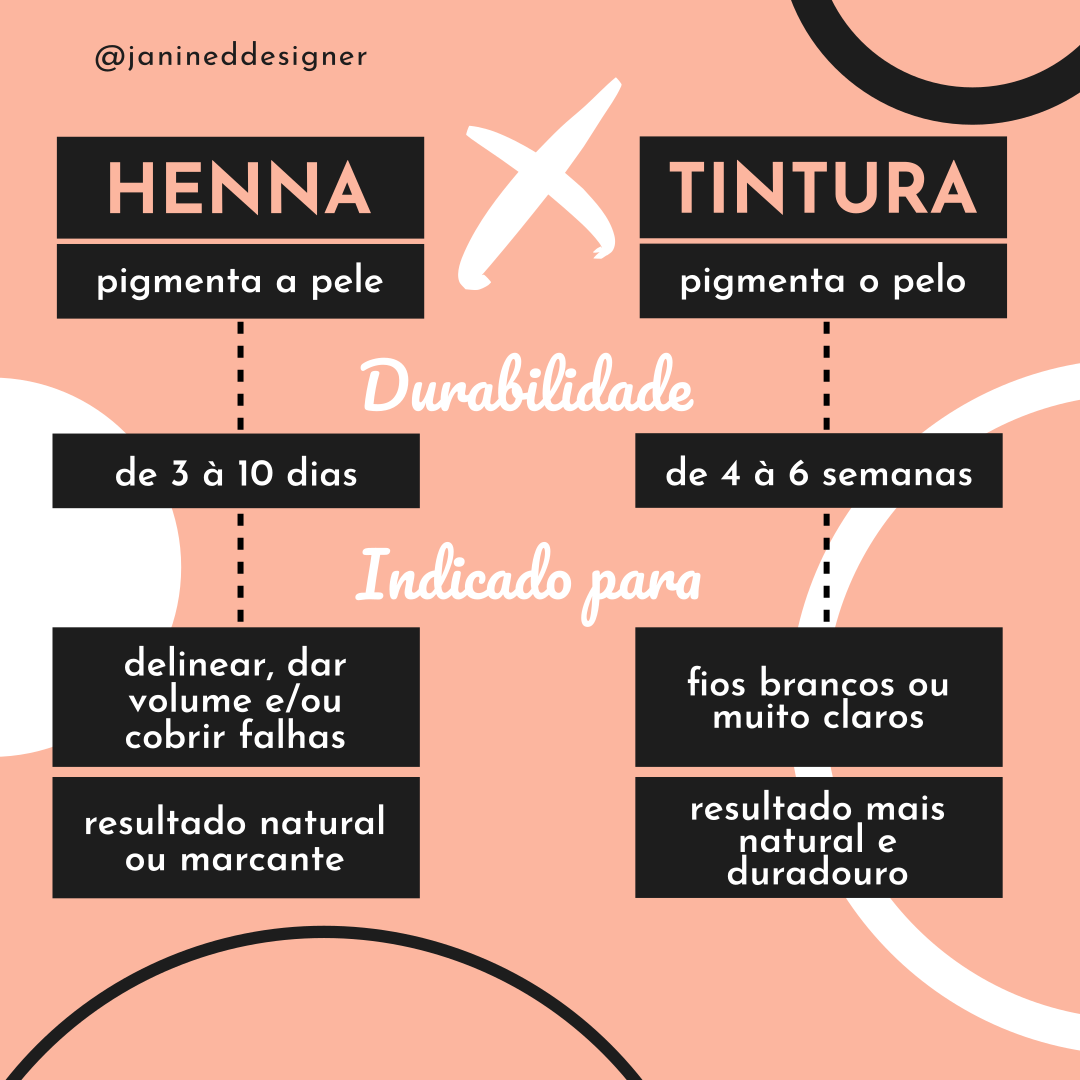 @janineddesigner
HENNA
TINTURA
pigmenta a pele
pigmenta o pelo
Durabilidade
de 3 à 10 dias
de 4 à 6 semanas
Indicado para
delinear, dar
volume e/ou
cobrir falhas
fios brancos ou
muito claros
resultado natural
ou marcante
resultado mais
natural e
duradouro